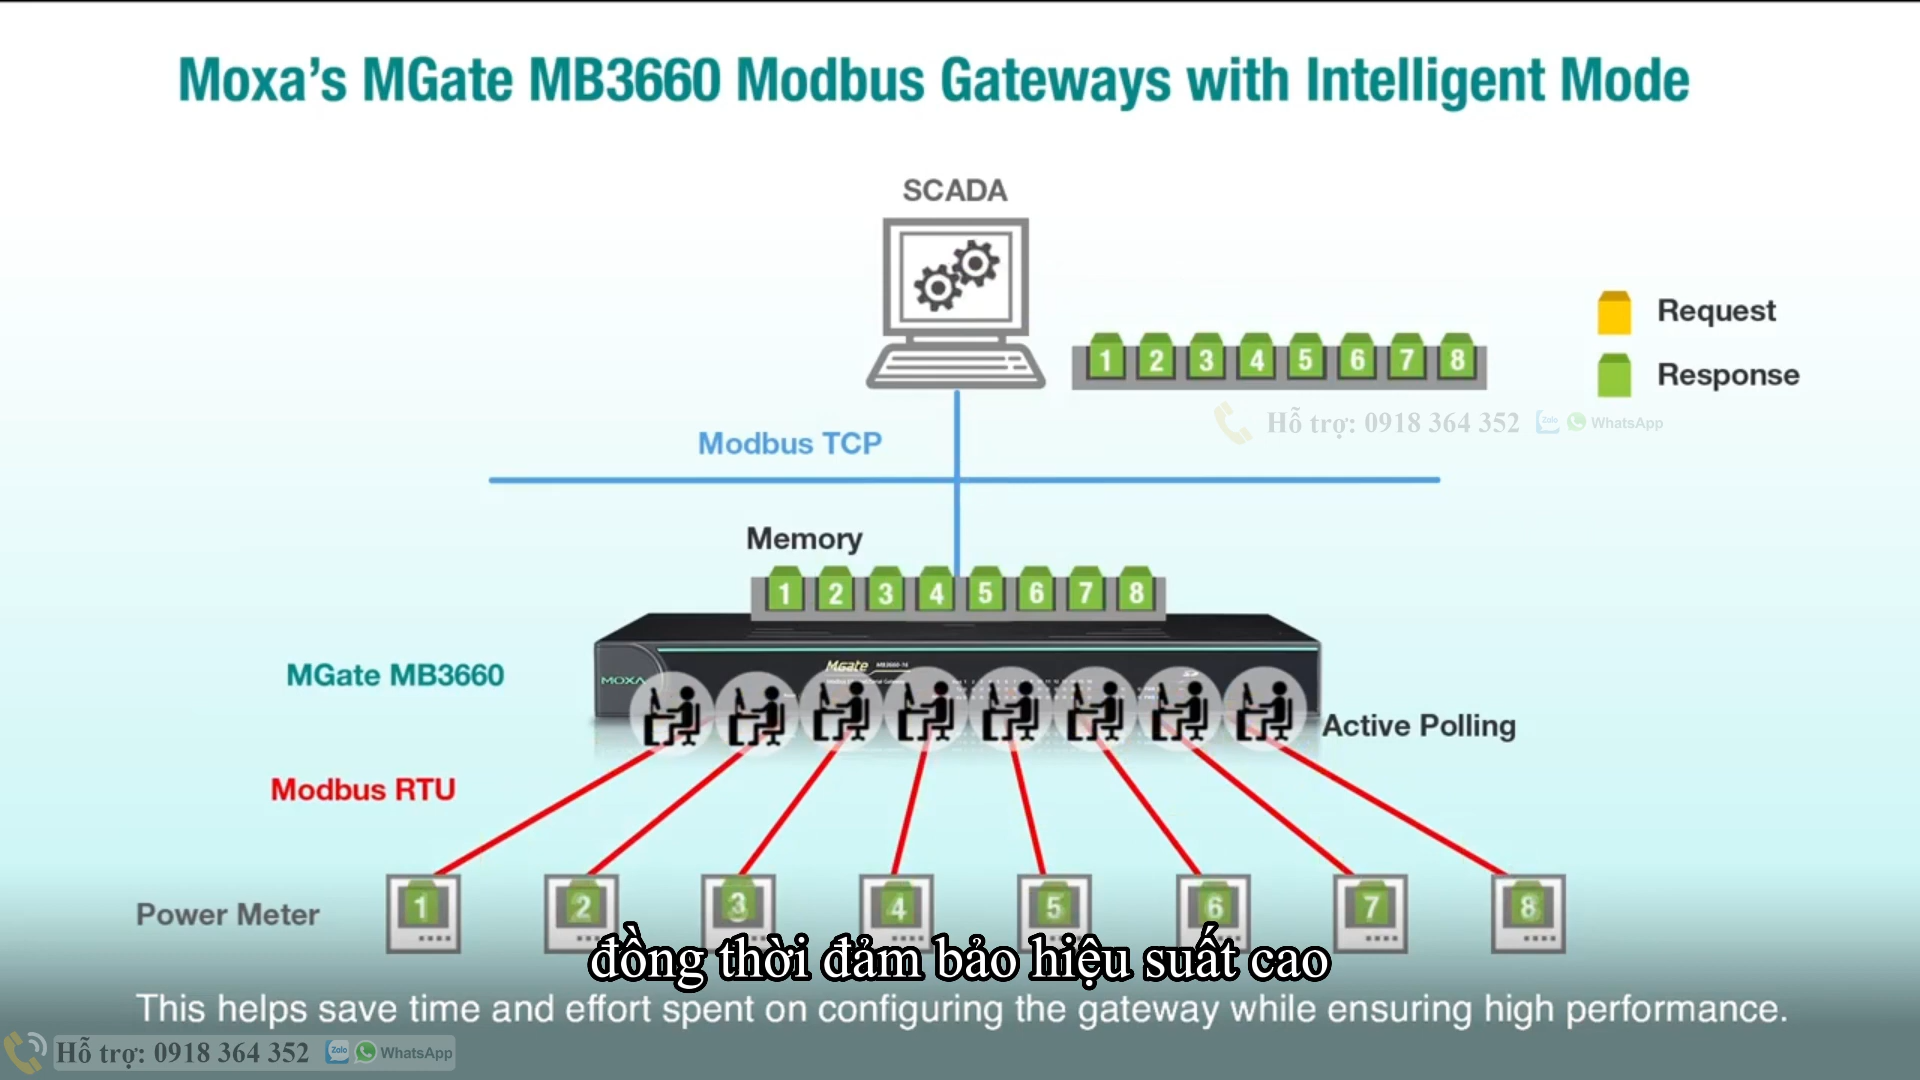 Moxa's MGate MB3660 Modbus Gateways with Intelligent Mode
SCADA
Request
1 2 3 4 5 6 7 8
Response
Hỗ trợ: 0918 364 352 Zalo WhatsApp
Modbus TCP
Memory
1 2 3 4 5 6 7 8
MGate MB3660
MGate MB3660-16
MOXA
Active Polling
Modbus RTU
Power Meter
1 2 3 4 5 6 7 8
đồng thời đảm bảo hiệu suất cao
This helps save time and effort spent on configuring the gateway while ensuring high performance.
Hỗ trợ: 0918 364 352 Zalo WhatsApp